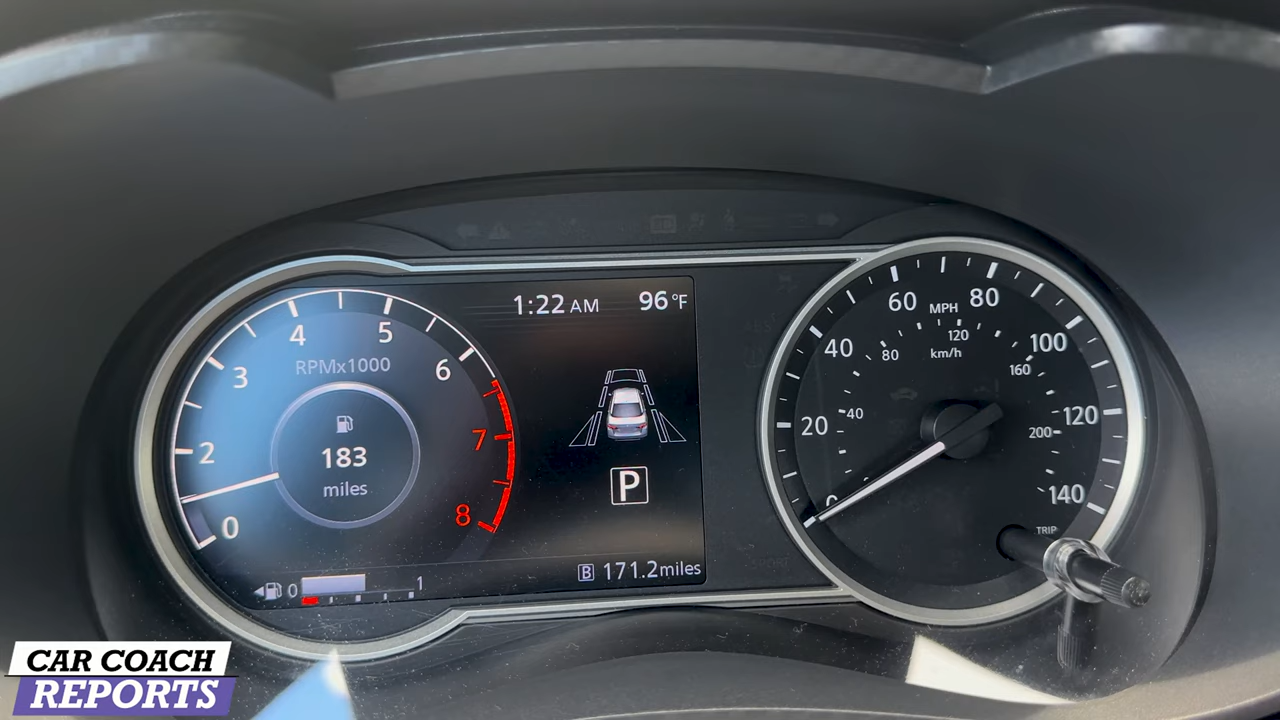 1:22 AM 96°F
0 2 3 4 5 6 7 8
RPMx1000
183
miles
P
0 1
B 171.2miles
0 20 40 60 80 100 120 140
MPH
40 80 120 160 200
km/h
TRIP
CAR COACH
REPORTS